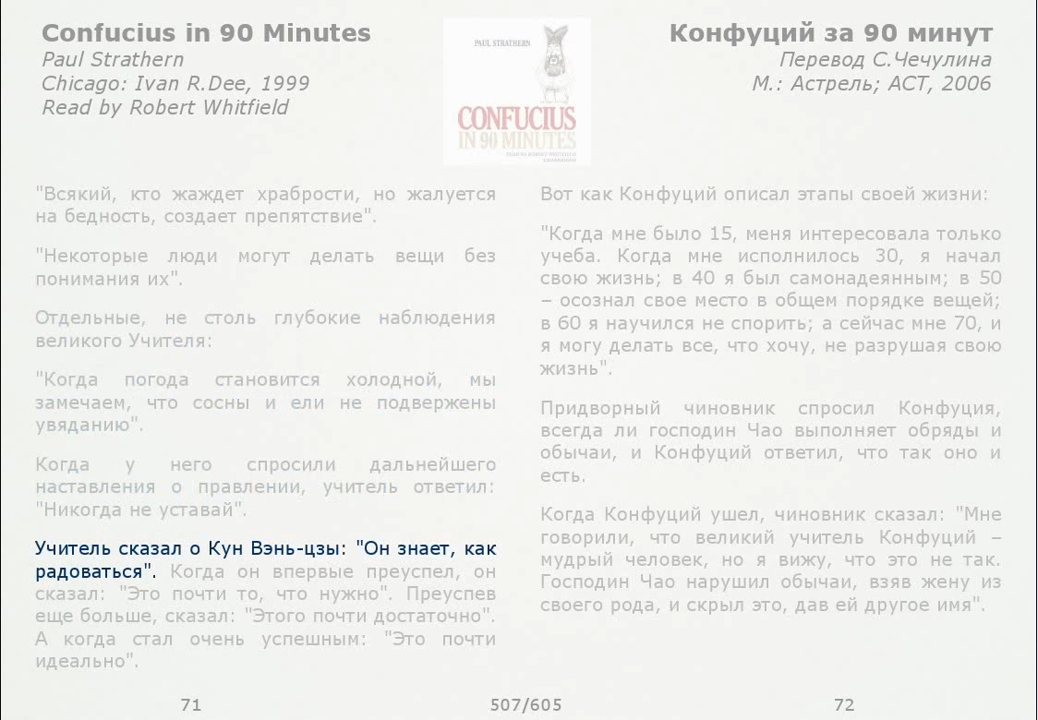 Confucius in 90 Minutes
Paul Strathern
Chicago: Ivan R.Dee, 1999
Read by Robert Whitfield
PAUL STRATHERN
CONFUCIUS
IN 90 MINUTES
Конфуций за 90 минут
Перевод С.Чечулина
М.: Астрель; АСТ, 2006
"Всякий, кто жаждет храбрости, но жалуется
на бедность, создает препятствие".
"Некоторые люди могут делать вещи без
понимания их".
Отдельные, не столь глубокие наблюдения
великого Учителя:
"Когда погода становится холодной, мы
замечаем, что сосны и ели не подвержены
увяданию".
Когда у него спросили дальнейшего
наставления о правлении, учитель ответил:
"Никогда не уставай".
Учитель сказал о Кун Вэнь-цзы: "Он знает, как
радоваться". Когда он впервые преуспел, он
сказал: "Это почти то, что нужно". Преуспев
еще больше, сказал: "Этого почти достаточно".
А когда стал очень успешным: "Это почти
идеально".
71
Вот как Конфуций описал этапы своей жизни:
"Когда мне было 15, меня интересовала только
учеба. Когда мне исполнилось 30, я начал
свою жизнь; в 40 я был самонадеянным; в 50
– осознал свое место в общем порядке вещей;
в 60 я научился не спорить; а сейчас мне 70, и
я могу делать все, что хочу, не разрушая свою
жизнь".
Придворный чиновник спросил Конфуция,
всегда ли господин Чао выполняет обряды и
обычаи, и Конфуций ответил, что так оно и
есть.
Когда Конфуций ушел, чиновник сказал: "Мне
говорили, что великий учитель Конфуций –
мудрый человек, но я вижу, что это не так.
Господин Чао нарушил обычаи, взяв жену из
своего рода, и скрыл это, дав ей другое имя".
507/605
72